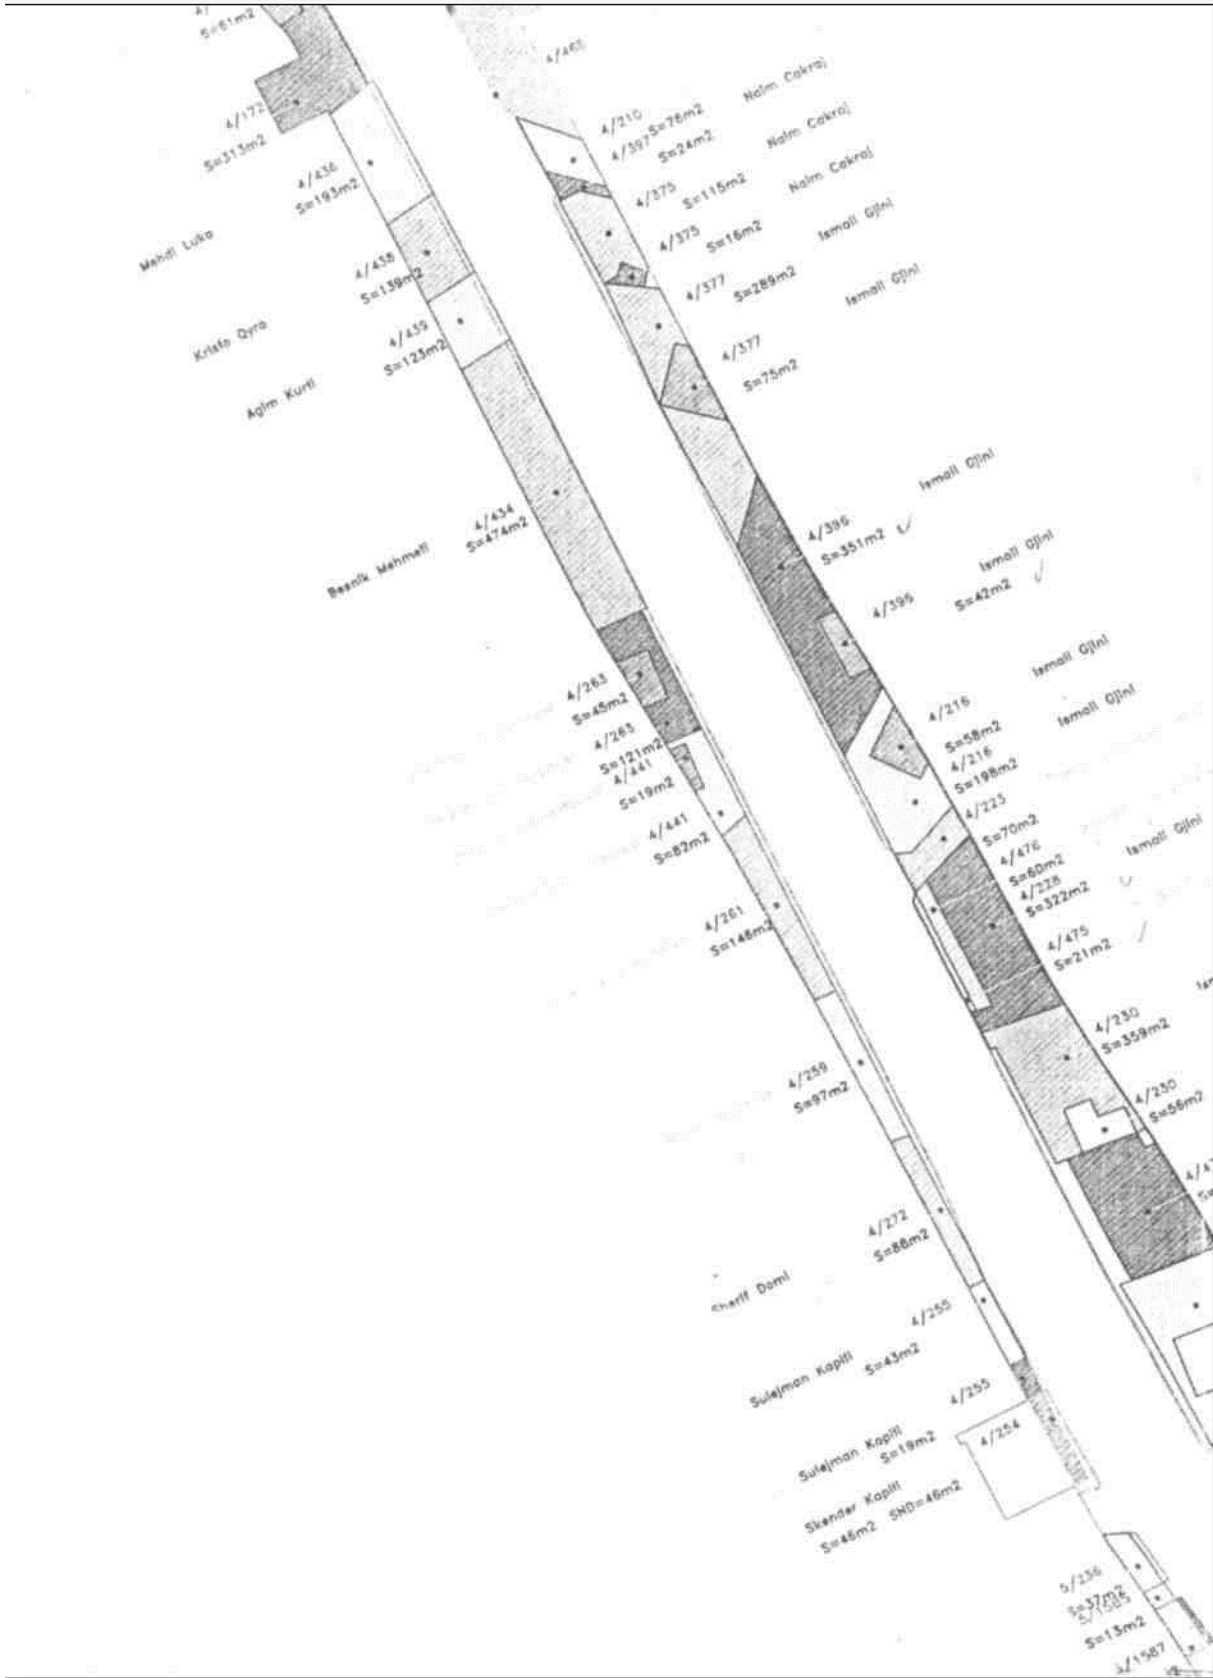 S=61m2
4/172
S=313m2
4/436
S=193m2
Mehdi Luka
4/438
S=139m2
Kristo Qyra
4/439
S=123m2
Agim Kurti
4/434
S=474m2
Besnik Mehmeti
4/263
S=45m2
4/263
S=121m2
4/441
S=19m2
4/441
S=82m2
4/261
S=146m2
4/259
S=97m2
4/272
S=86m2
Sherif Domi
4/255
S=43m2
Sulejman Kapiti
4/255
S=19m2
Sulejman Kapiti
4/254
Skender Kapiti
S=46m2 SND=46m2
5/236
S=37m2
S=13m2
4/465
4/210
S=76m2 Naim Cakraj
4/397
S=24m2 Naim Cakraj
4/375
S=115m2 Naim Cakraj
4/375
S=16m2 Ismail Gjini
4/377
S=289m2 Ismail Gjini
4/377
S=75m2
4/396
S=351m2 Ismail Gjini
4/396
S=42m2 Ismail Gjini
4/216
S=58m2 Ismail Gjini
4/216
S=198m2 Ismail Gjini
4/223
S=70m2
4/476
S=60m2
4/228
S=322m2 Ismail Gjini
4/475
S=21m2
4/230
S=359m2
4/230
S=56m2